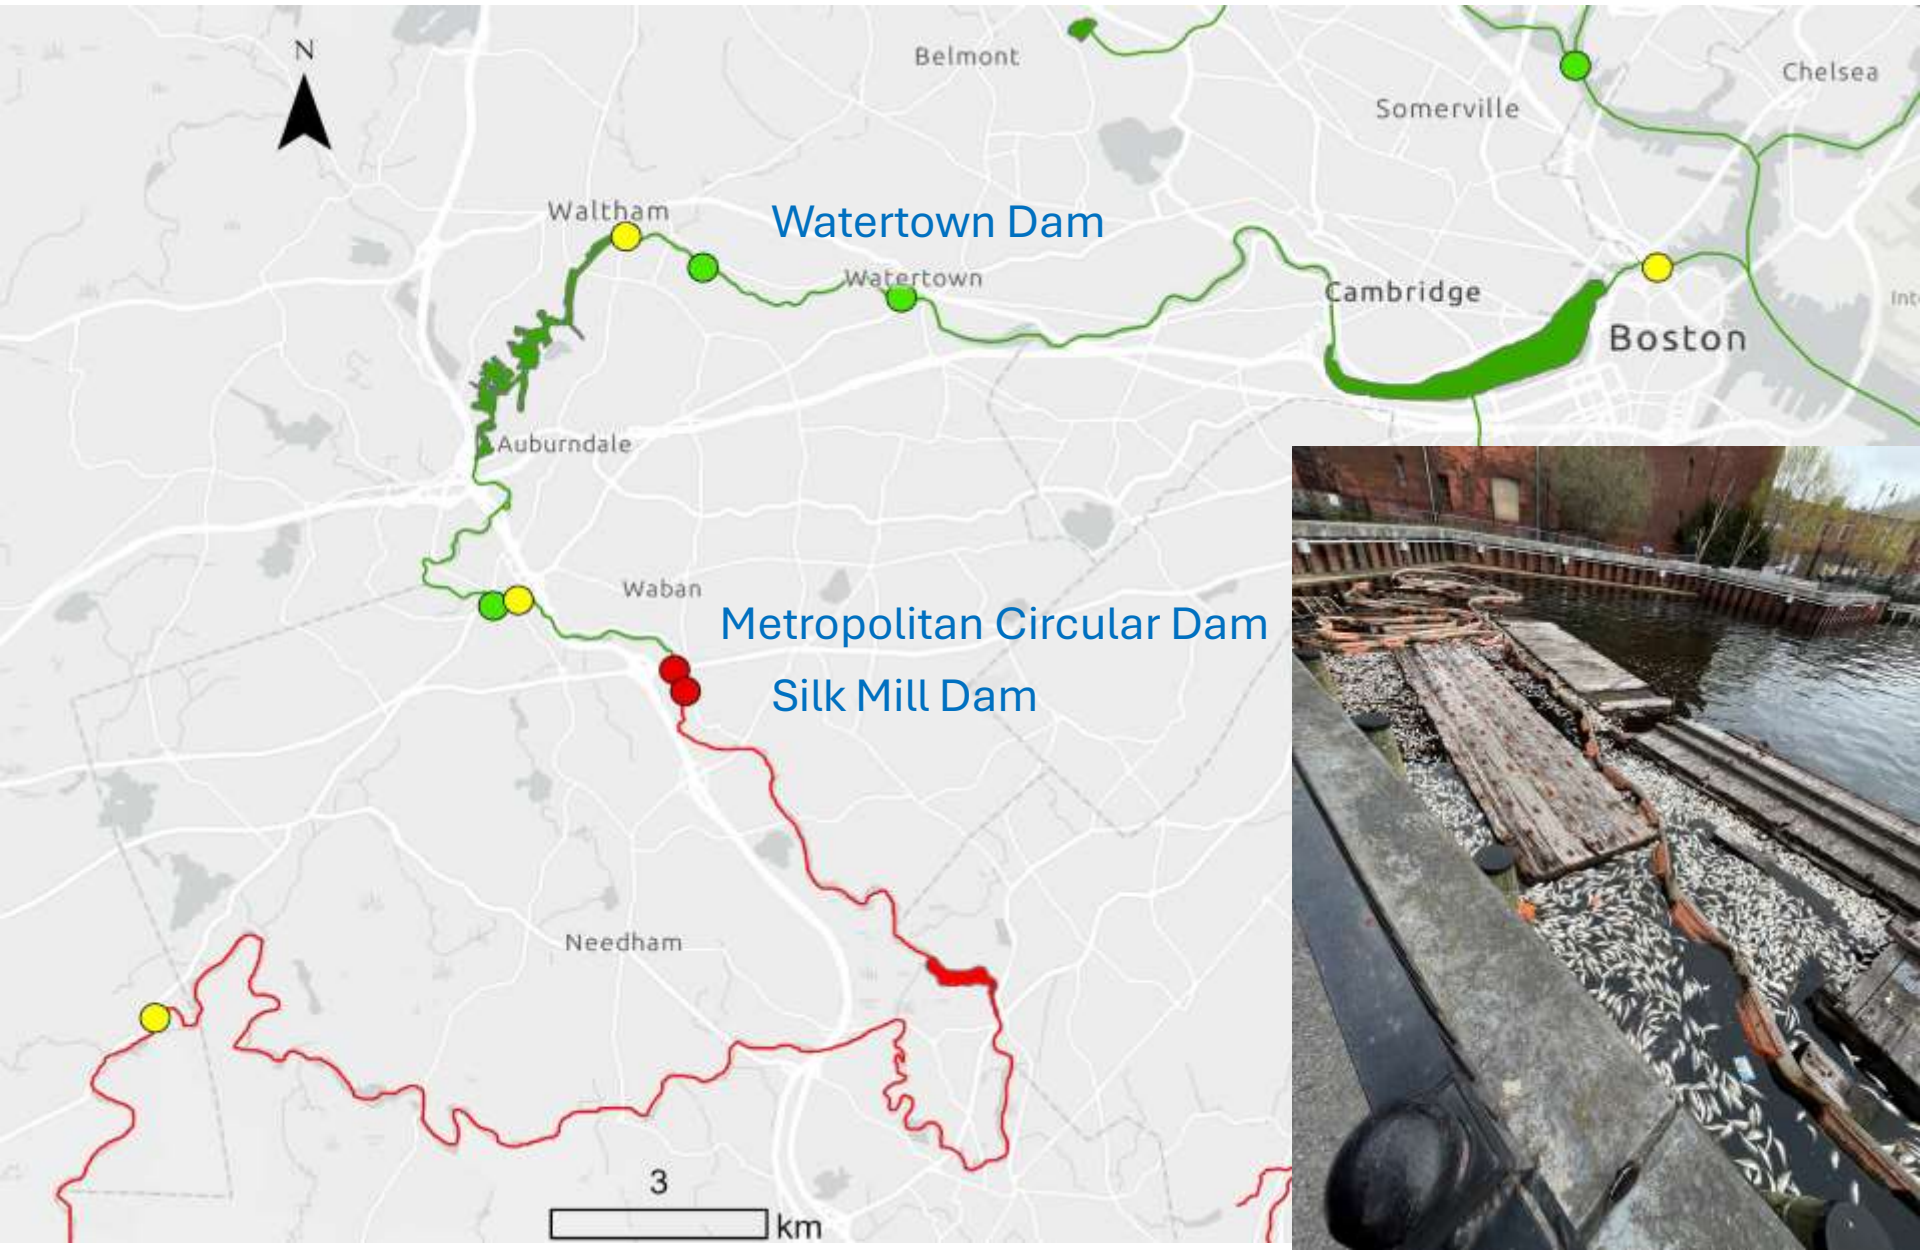 N
Belmont
Chelsea
Somerville
Waltham
Watertown Dam
Watertown
Cambridge
Int
Boston
Auburndale
Waban
Metropolitan Circular Dam
Silk Mill Dam
Needham
3
km